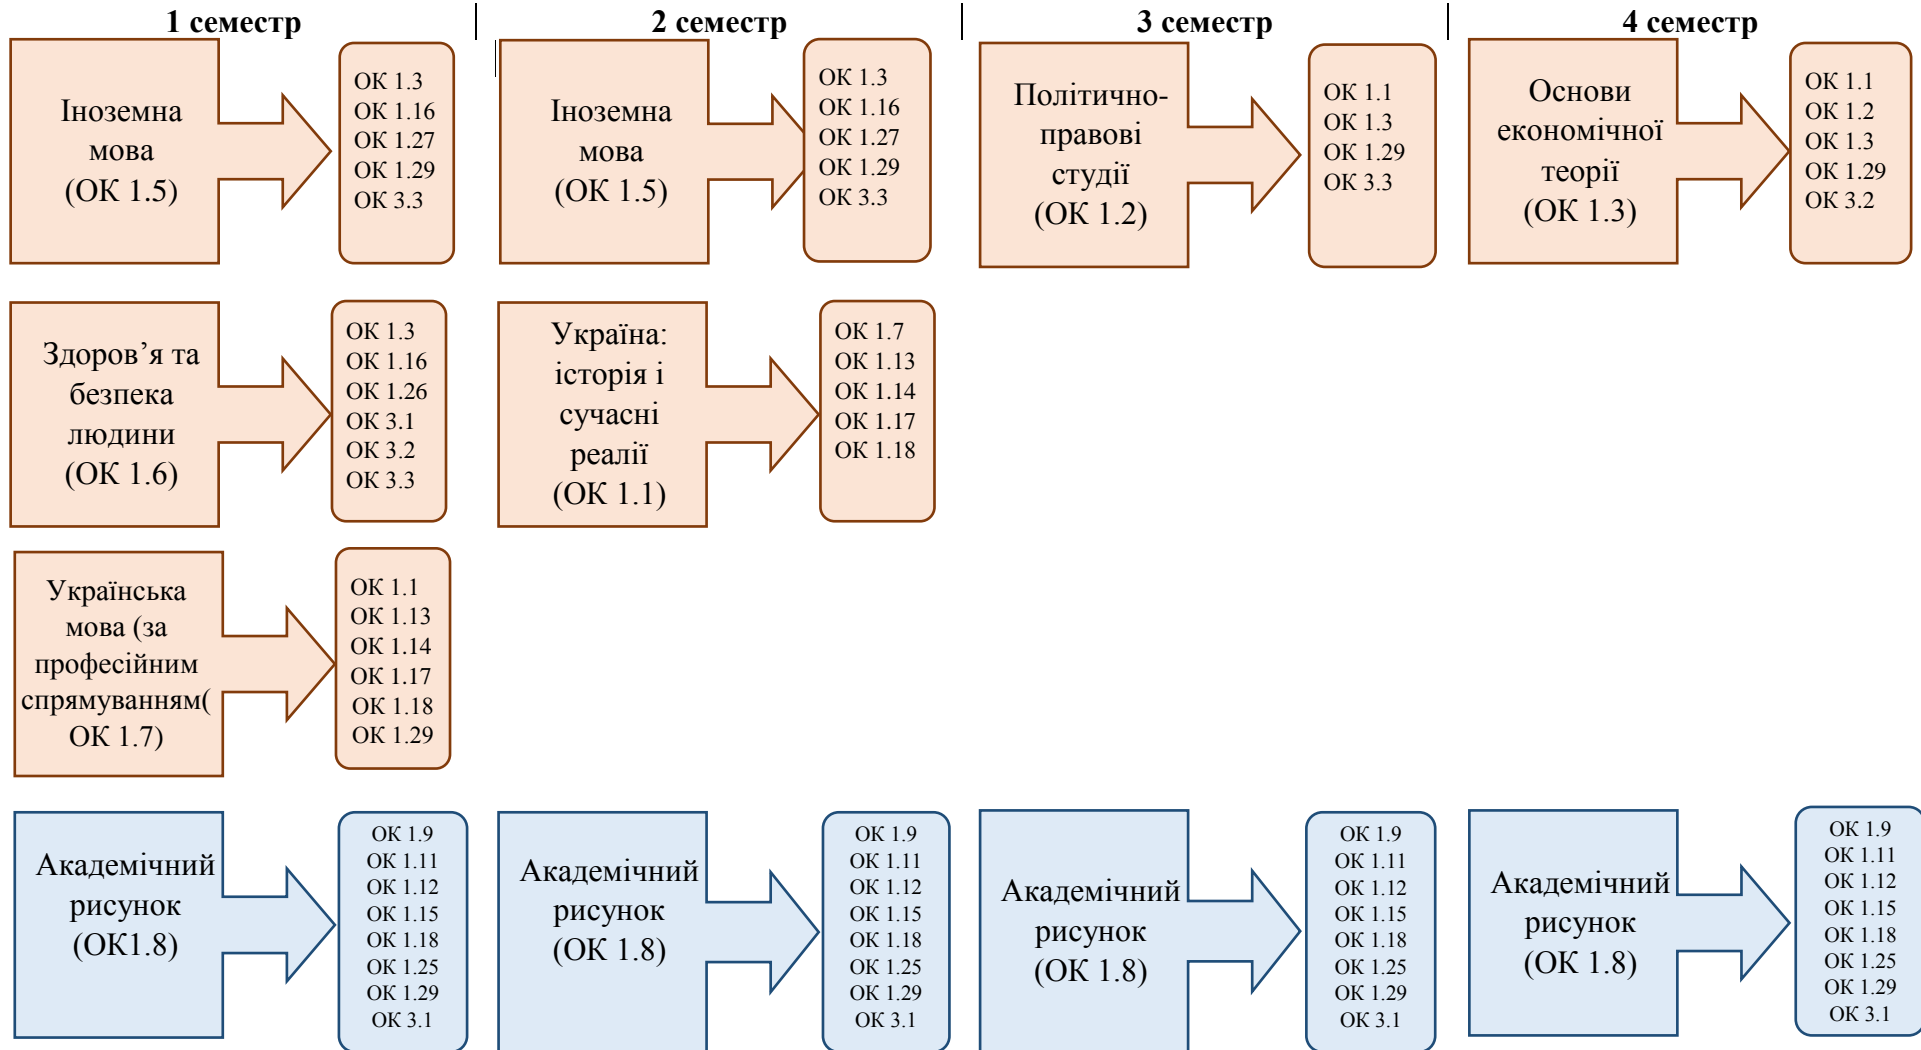 1 семестр
2 семестр
3 семестр
4 семестр
Іноземна
мова
(ОК 1.5)
ОК 1.3
ОК 1.16
ОК 1.27
ОК 1.29
ОК 3.3
Іноземна
мова
(ОК 1.5)
ОК 1.3
ОК 1.16
ОК 1.27
ОК 1.29
ОК 3.3
Політично-
правові
студії
(ОК 1.2)
ОК 1.1
ОК 1.3
ОК 1.29
ОК 3.3
Основи
економічної
теорії
(ОК 1.3)
ОК 1.1
ОК 1.2
ОК 1.3
ОК 1.29
ОК 3.2
Здоров’я та
безпека
людини
(ОК 1.6)
ОК 1.3
ОК 1.16
ОК 1.26
ОК 3.1
ОК 3.2
ОК 3.3
Україна:
історія і
сучасні
реалії
(ОК 1.1)
ОК 1.7
ОК 1.13
ОК 1.14
ОК 1.17
ОК 1.18
Українська
мова (за
професійним
спрямуванням(
ОК 1.7)
ОК 1.1
ОК 1.13
ОК 1.14
ОК 1.17
ОК 1.18
ОК 1.29
Академічний
рисунок
(ОК1.8)
ОК 1.9
ОК 1.11
ОК 1.12
ОК 1.15
ОК 1.18
ОК 1.25
ОК 1.29
ОК 3.1
Академічний
рисунок
(ОК 1.8)
ОК 1.9
ОК 1.11
ОК 1.12
ОК 1.15
ОК 1.18
ОК 1.25
ОК 1.29
ОК 3.1
Академічний
рисунок
(ОК 1.8)
ОК 1.9
ОК 1.11
ОК 1.12
ОК 1.15
ОК 1.18
ОК 1.25
ОК 1.29
ОК 3.1
Академічний
рисунок
(ОК 1.8)
ОК 1.9
ОК 1.11
ОК 1.12
ОК 1.15
ОК 1.18
ОК 1.25
ОК 1.29
ОК 3.1